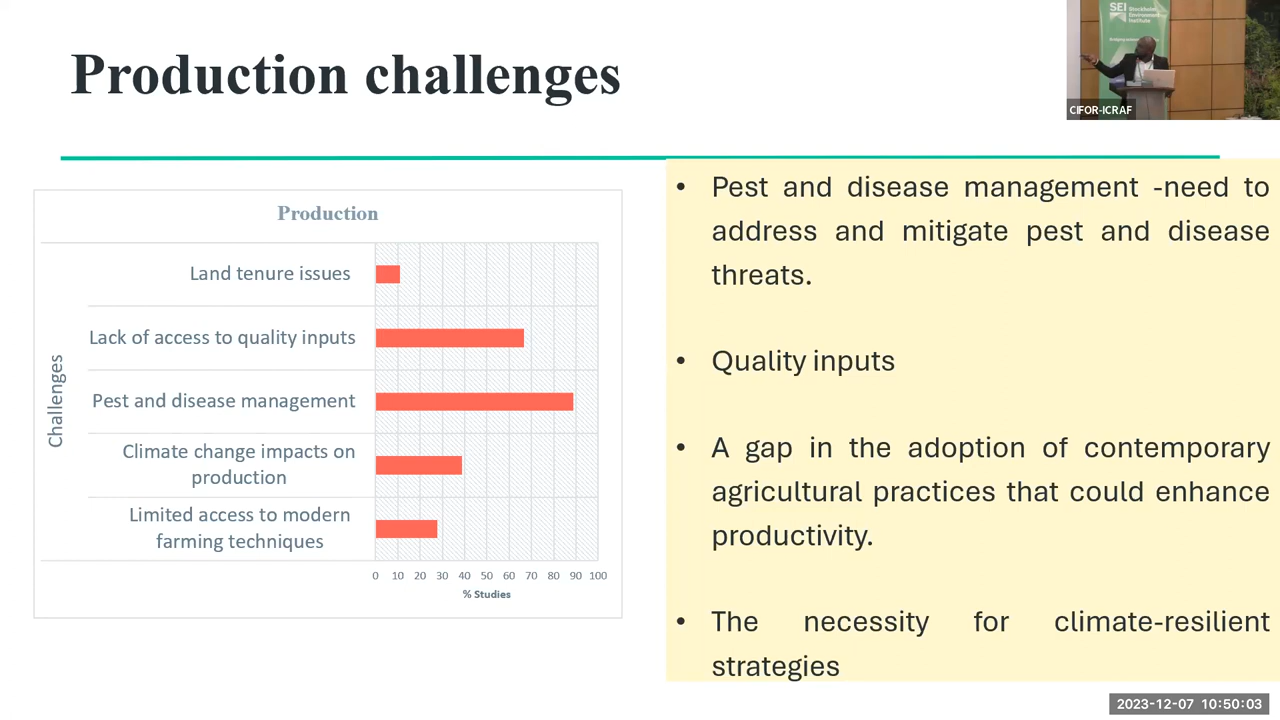 Production challenges
SEI Stockholm
Environment
Institute
CIFOR-ICRAF
Production
Challenges
Land tenure issues
Lack of access to quality inputs
Pest and disease management
Climate change impacts on
production
Limited access to modern
farming techniques
0 10 20 30 40 50 60 70 80 90 100
% Studies
• Pest and disease management -need to
address and mitigate pest and disease
threats.
• Quality inputs
• A gap in the adoption of contemporary
agricultural practices that could enhance
productivity.
• The necessity for climate-resilient
strategies
2023-12-07 10:50:03